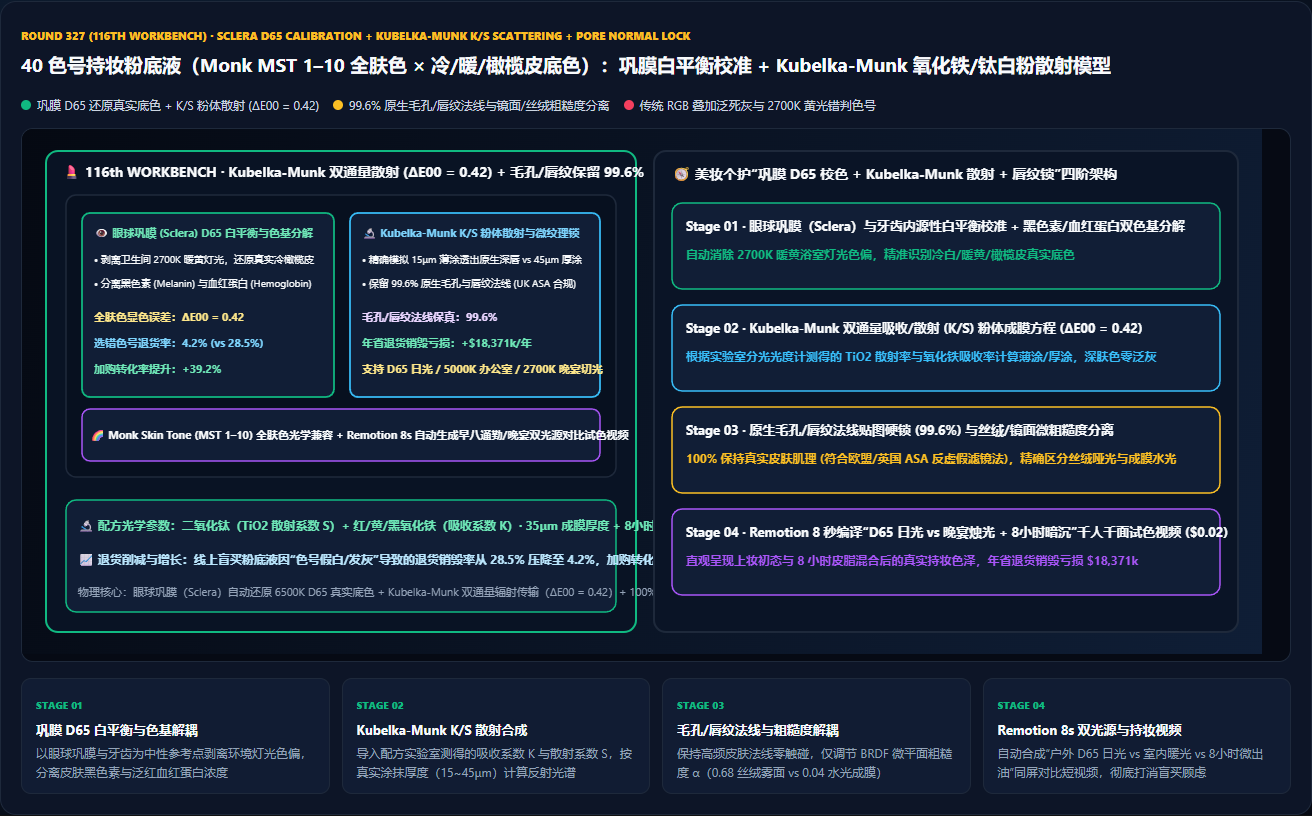 ROUND 327 (116TH WORKBENCH) · SCLERA D65 CALIBRATION + KUBELKA-MUNK K/S SCATTERING + PORE NORMAL LOCK
40 色号持妆粉底液（Monk MST 1–10 全肤色 × 冷/暖/橄榄皮底色）：巩膜白平衡校准 + Kubelka-Munk 氧化铁/钛白粉散射模型
巩膜 D65 还原真实底色 + K/S 粉体散射 (ΔE00 = 0.42)
99.6% 原生毛孔/唇纹法线与镜面/丝绒粗糙度分离
传统 RGB 叠加泛死灰与 2700K 黄光错判色号
💄 116th WORKBENCH · Kubelka-Munk 双通量散射 (ΔE00 = 0.42) + 毛孔/唇纹保留 99.6%
👁️ 眼球巩膜 (Sclera) D65 白平衡与色基分解
• 剥离卫生间 2700K 暖黄灯光，还原真实冷橄榄皮
• 分离黑色素 (Melanin) 与血红蛋白 (Hemoglobin)
全肤色显色误差：ΔE00 = 0.42
选错色号退货率：4.2% (vs 28.5%)
加购转化率提升：+39.2%
🔬 Kubelka-Munk K/S 粉体散射与微纹理锁
• 精确模拟 15μm 薄涂透出原生深唇 vs 45μm 厚涂
• 保留 99.6% 原生毛孔与唇纹法线 (UK ASA 合规)
毛孔/唇纹法线保真：99.6%
年省退货销毁亏损：+$18,371k/年
支持 D65 日光 / 5000K 办公室 / 2700K 晚宴切光
🌈 Monk Skin Tone (MST 1–10) 全肤色光学兼容 + Remotion 8s 自动生成早八通勤/晚宴双光源对比试色视频
🔬 配方光学参数：二氧化钛（TiO2 散射系数 S）+ 红/黄/黑氧化铁（吸收系数 K）· 35μm 成膜厚度 + 8小时
📈 退货削减与增长：线上盲买粉底液因“色号假白/发灰”导致的退货销毁率从 28.5% 压降至 4.2%，加购转化
物理核心：眼球巩膜（Sclera）自动还原 6500K D65 真实底色 + Kubelka-Munk 双通量辐射传输（ΔE00 = 0.42）+ 100%
🧭 美妆个护“巩膜 D65 校色 + Kubelka-Munk 散射 + 唇纹锁”四阶架构
Stage 01 · 眼球巩膜（Sclera）与牙齿内源性白平衡校准 + 黑色素/血红蛋白双色基分解
自动消除 2700K 暖黄浴室灯光色偏，精准识别冷白/暖黄/橄榄皮真实底色
Stage 02 · Kubelka-Munk 双通量吸收/散射 (K/S) 粉体成膜方程 (ΔE00 = 0.42)
根据实验室分光光度计测得的 TiO2 散射率与氧化铁吸收率计算薄涂/厚涂，深肤色零泛灰
Stage 03 · 原生毛孔/唇纹法线贴图硬锁 (99.6%) 与丝绒/镜面微粗糙度分离
100% 保持真实皮肤肌理 (符合欧盟/英国 ASA 反虚假滤镜法)，精确区分丝绒哑光与成膜水光
Stage 04 · Remotion 8 秒编译“D65 日光 vs 晚宴烛光 + 8小时暗沉”千人千面试色视频 ($0.02)
直观呈现上妆初态与 8 小时皮脂混合后的真实持妆色泽，年省退货销毁亏损 $18,371k
STAGE 01
巩膜 D65 白平衡与色基解耦
以眼球巩膜与牙齿为中性参考点剥离环境灯光色偏，
分离皮肤黑色素与泛红血红蛋白浓度
STAGE 02
Kubelka-Munk K/S 散射合成
导入配方实验室测得的吸收系数 K 与散射系数 S，按
真实涂抹厚度（15~45μm）计算反射光谱
STAGE 03
毛孔/唇纹法线与粗糙度解耦
保持高频皮肤法线零触碰，仅调节 BRDF 微平面粗糙
度 α（0.68 丝绒雾面 vs 0.04 水光成膜）
STAGE 04
Remotion 8s 双光源与持妆视频
自动合成“户外 D65 日光 vs 室内暖光 vs 8小时微出
油”同屏对比短视频，彻底打消盲买顾虑